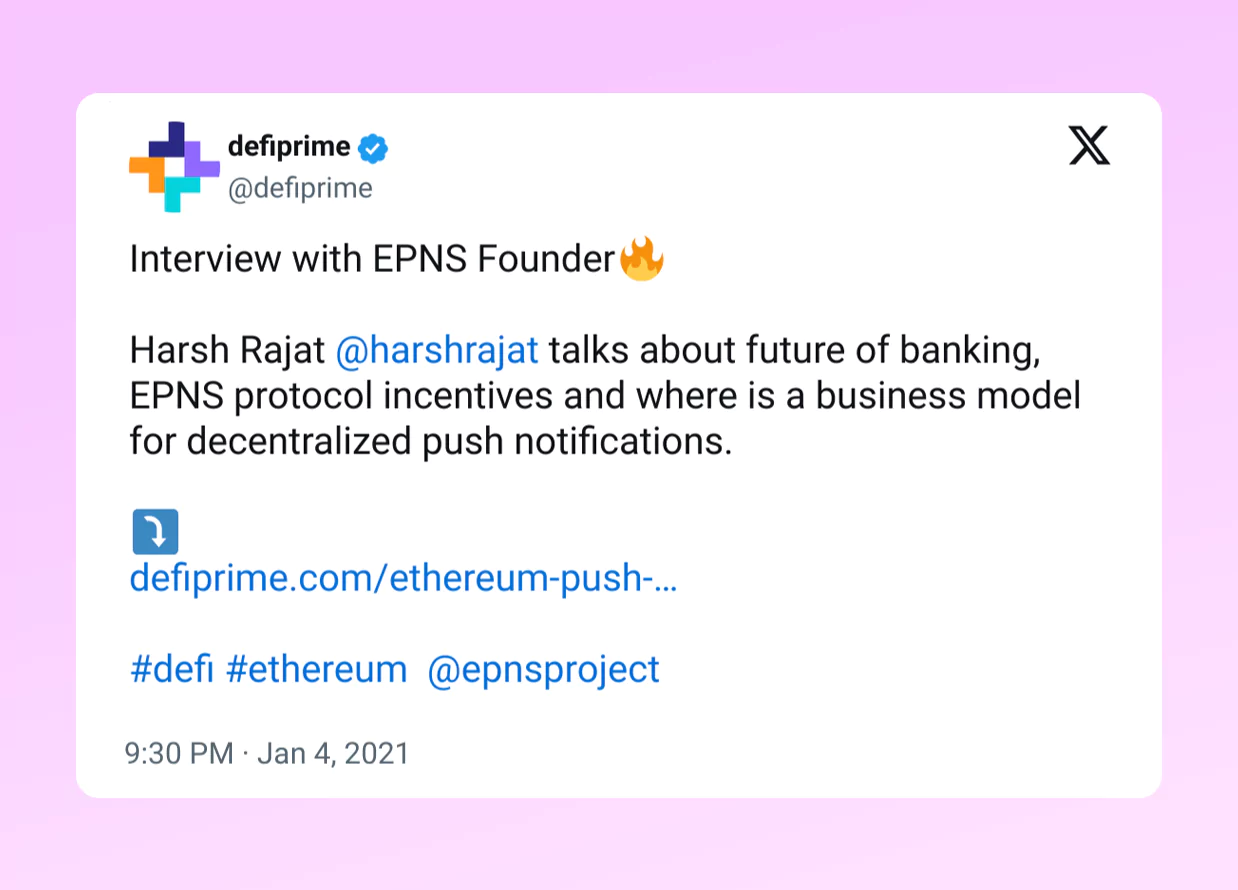 defiprime
@defiprime
Interview with EPNS Founder🔥
Harsh Rajat @harshrajat talks about future of banking,
EPNS protocol incentives and where is a business model
for decentralized push notifications.
⤵️
defiprime.com/ethereum-push-…
#defi #ethereum  @epnsproject
9:30 PM · Jan 4, 2021